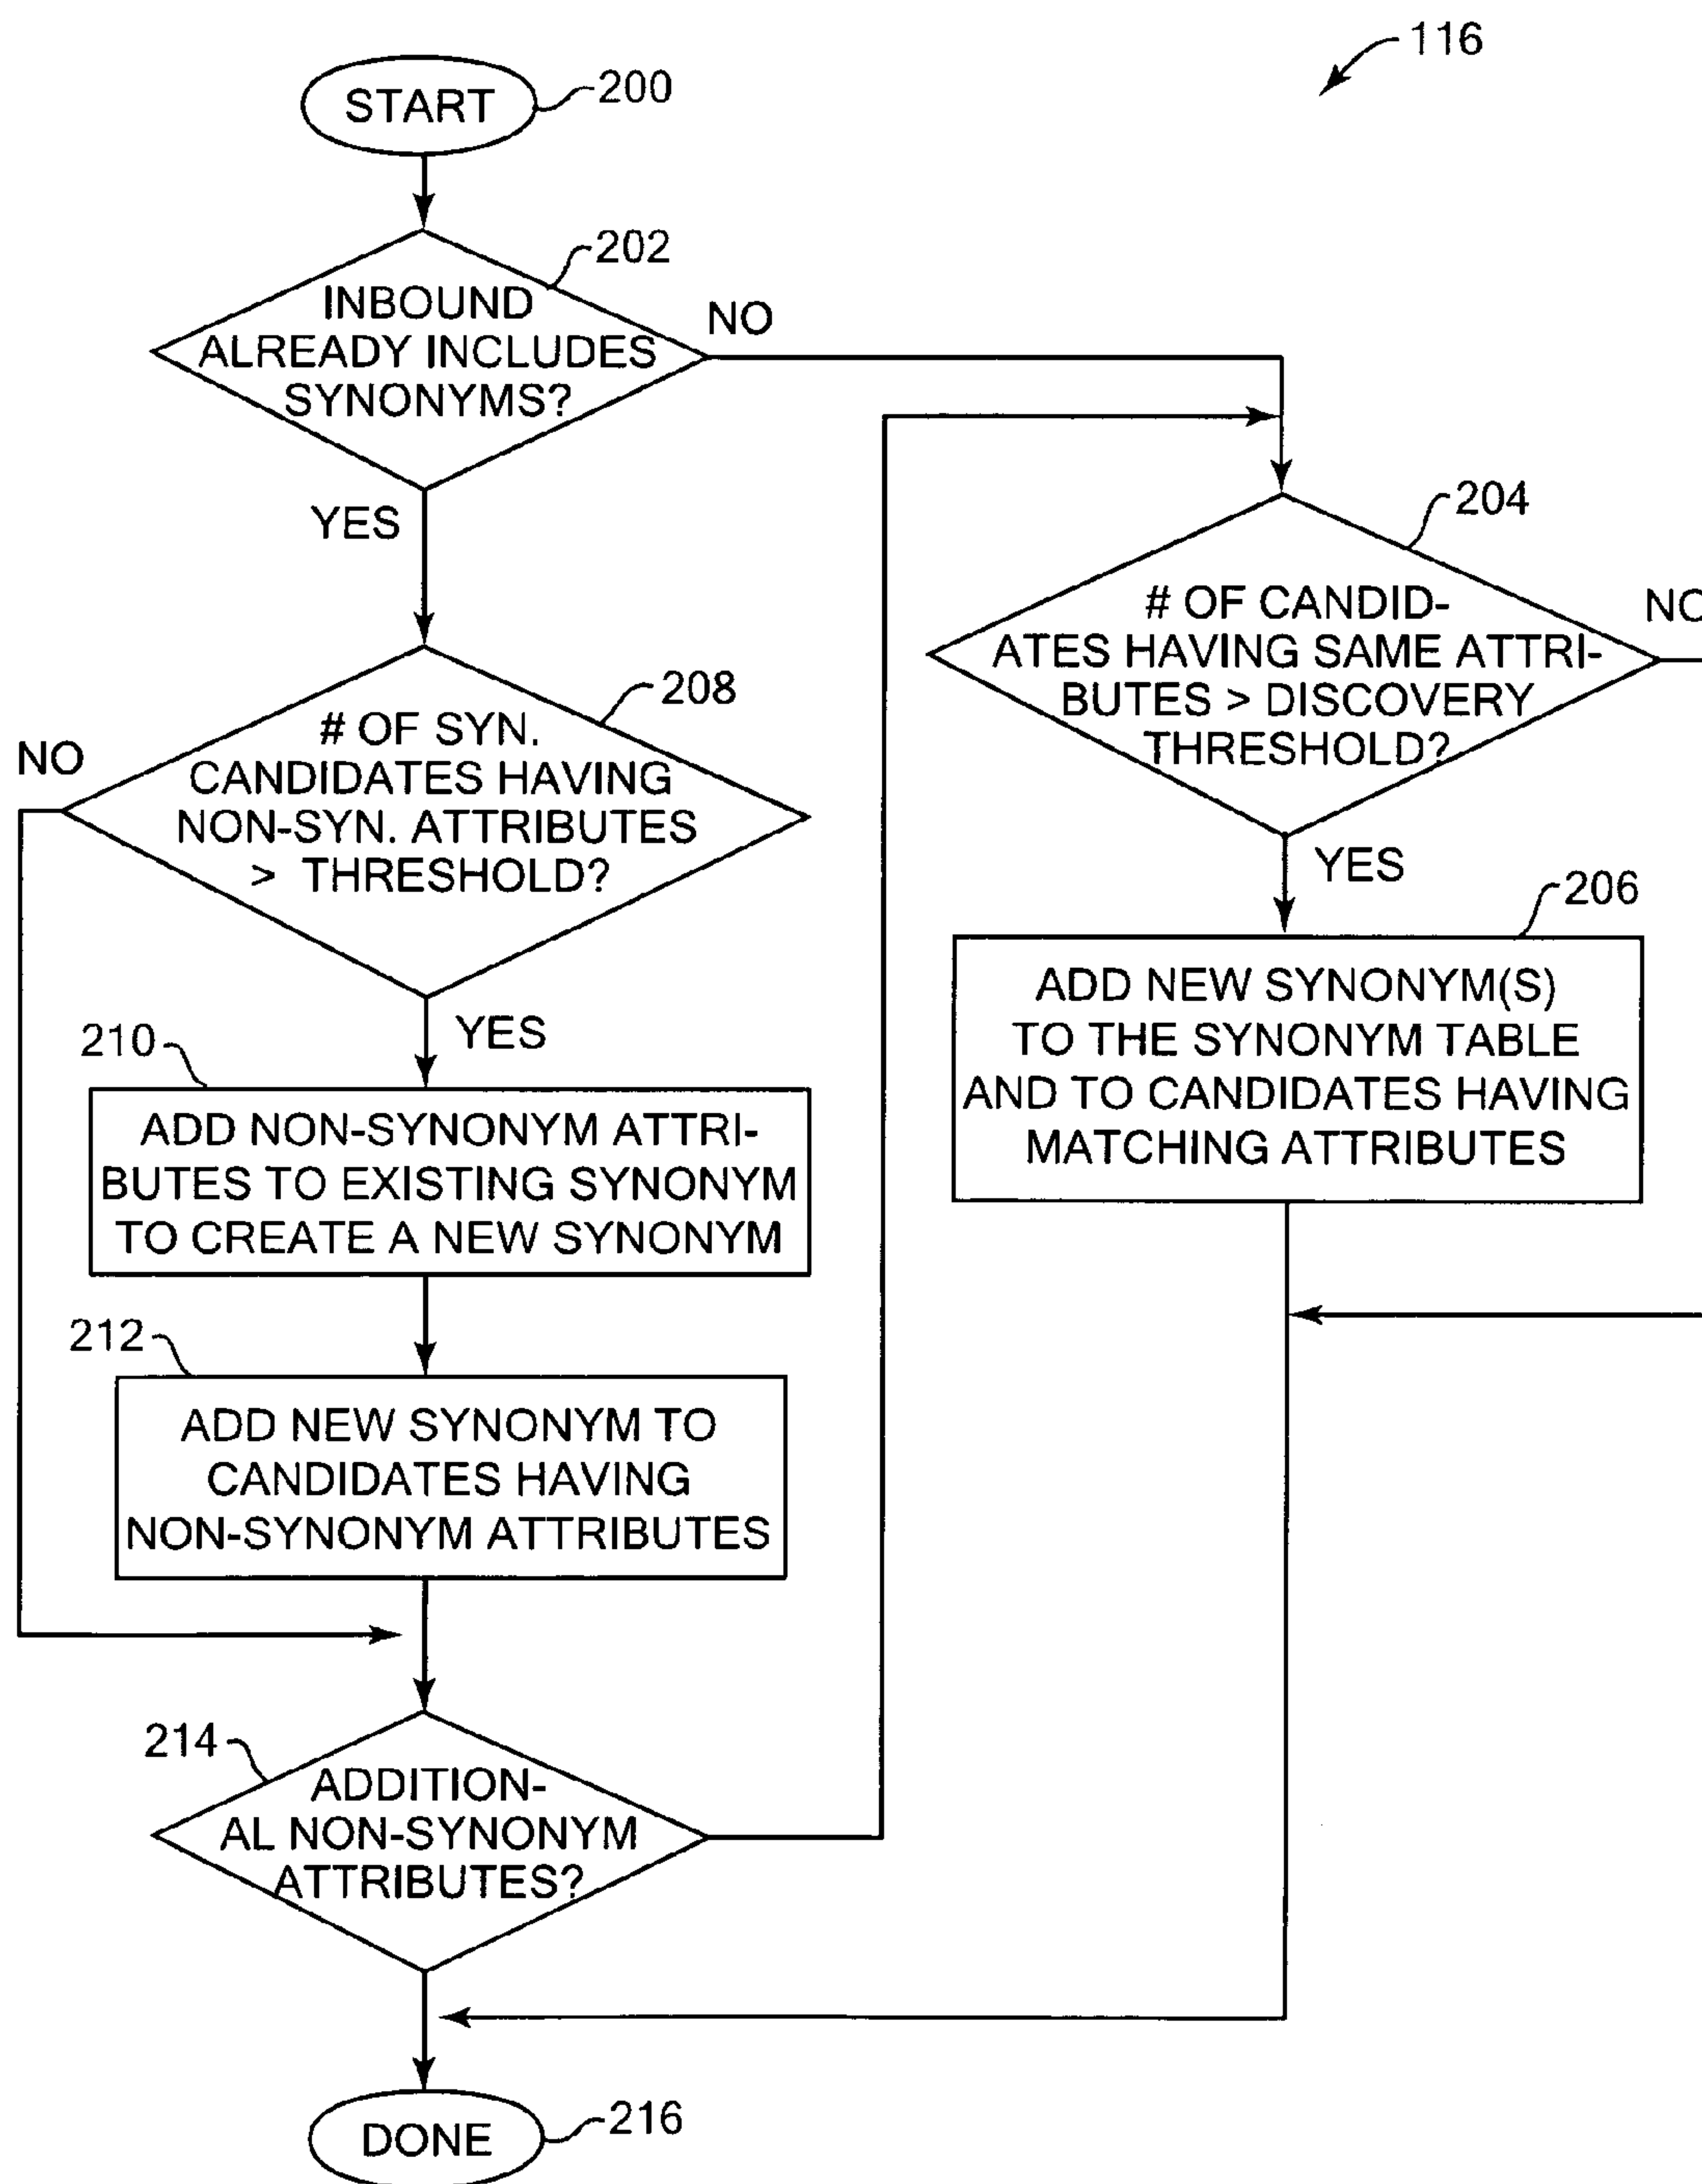 116
START
200
202
INBOUND
ALREADY INCLUDES
SYNONYMS?
NO
YES
204
# OF CANDID-
ATES HAVING SAME ATTRI-
BUTES > DISCOVERY
THRESHOLD?
NO
YES
208
# OF SYN.
CANDIDATES HAVING
NON-SYN. ATTRIBUTES
> THRESHOLD?
NO
YES
206
ADD NEW SYNONYM(S)
TO THE SYNONYM TABLE
AND TO CANDIDATES HAVING
MATCHING ATTRIBUTES
210
ADD NON-SYNONYM ATTRI-
BUTES TO EXISTING SYNONYM
TO CREATE A NEW SYNONYM
212
ADD NEW SYNONYM TO
CANDIDATES HAVING
NON-SYNONYM ATTRIBUTES
214
ADDITION-
AL NON-SYNONYM
ATTRIBUTES?
DONE
216